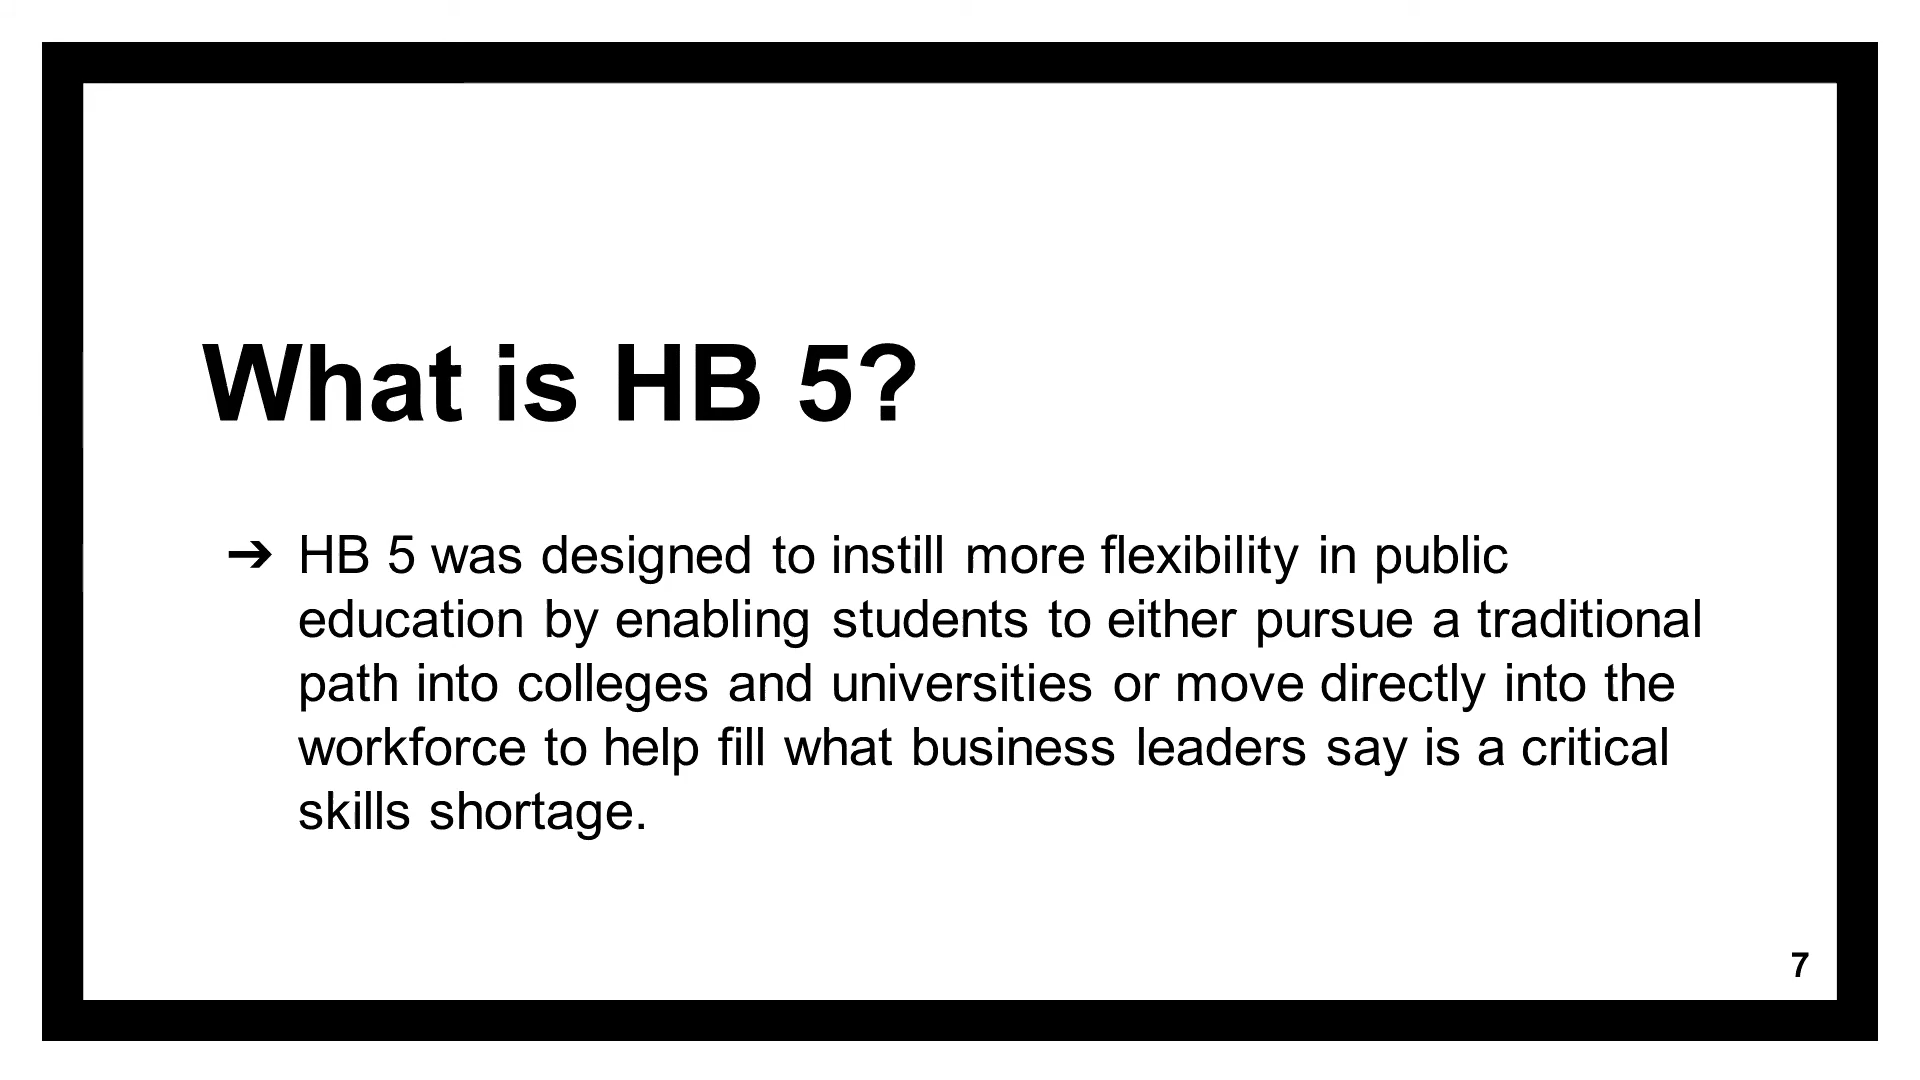 What is HB 5?
➔ HB 5 was designed to instill more flexibility in public
education by enabling students to either pursue a traditional
path into colleges and universities or move directly into the
workforce to help fill what business leaders say is a critical
skills shortage.
7